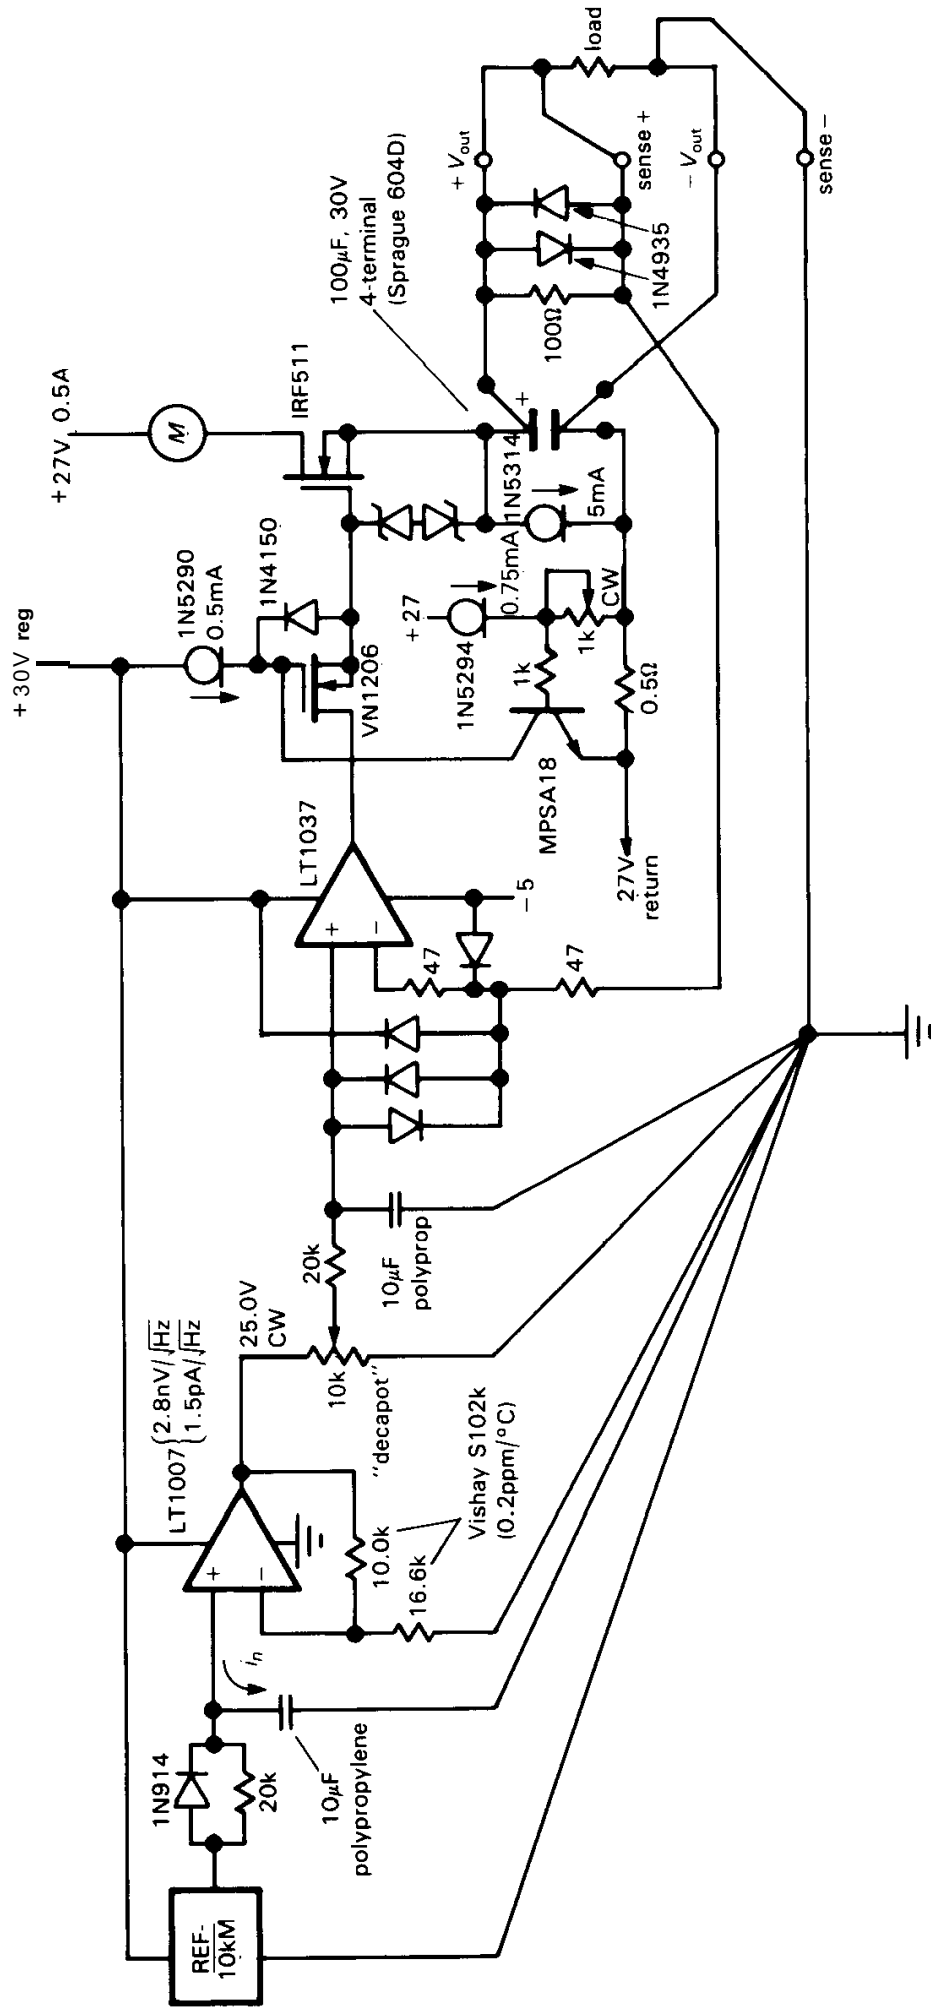 +30V reg
+27V 0.5A
1N5290
0.5mA
1N4150
IRF511
100μF, 30V
4-terminal
(Sprague 604D)
M
REF-
10kM
1N914
20k
10μF
polypropylene
iₙ
LT1007 {2.8nV/√Hz
1.5pA/√Hz
+
−
10.0k
16.6k
Vishay S102k
(0.2ppm/°C)
25.0V
CW
10k
"decapot"
20k
10μF
polyprop
LT1037
+
−
47
47
−5
VN1206
MPSA18
27V
return
+27
1N5294
0.75mA
1k
1k
CW
0.5Ω
1N5314
5mA
+
100Ω
1N4935
+ Vout
sense +
− Vout
sense −
load